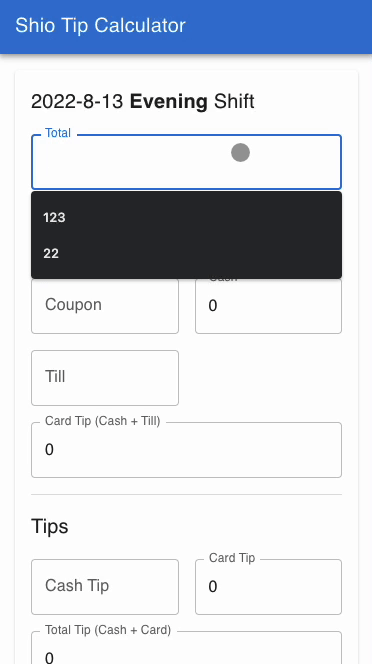 Shio Tip Calculator
2022-8-13 Evening Shift
Total
123
22
Coupon
Cash
0
Till
Card Tip (Cash + Till)
0
Tips
Cash Tip
Card Tip
0
Total Tip (Cash + Card)
0